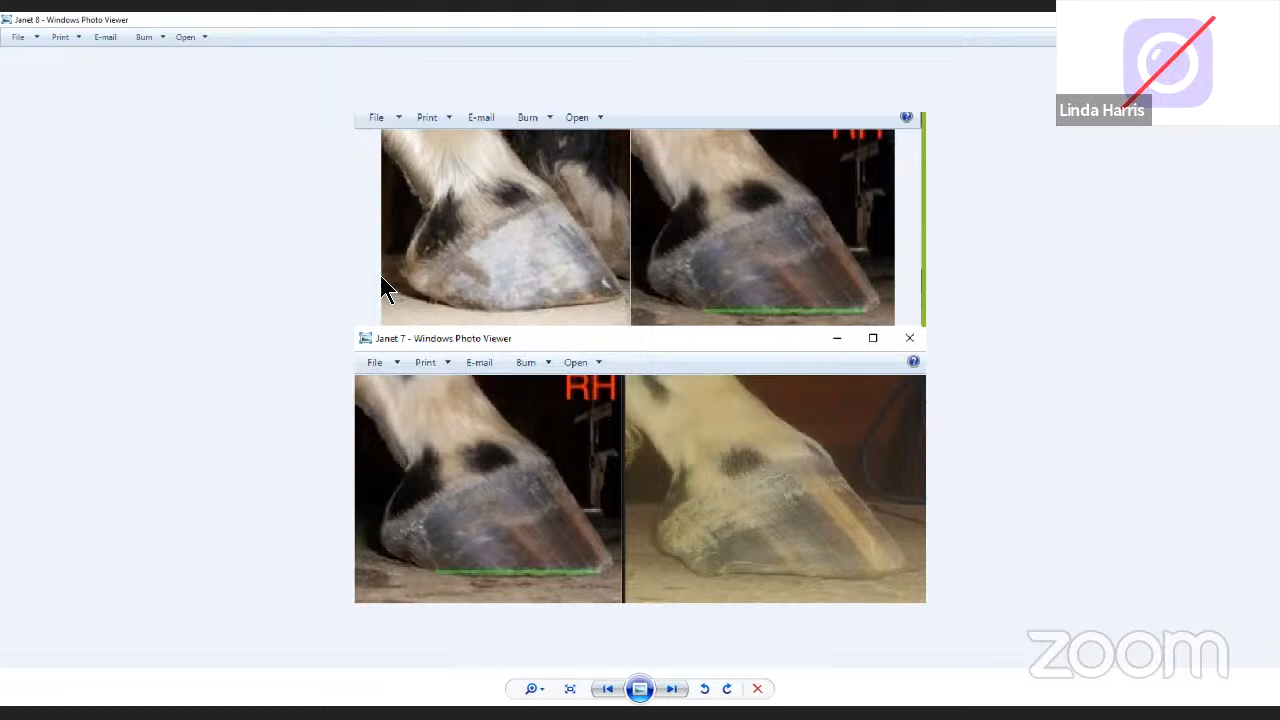 Janet 8 - Windows Photo Viewer
File Print E-mail Burn Open
Linda Harris
File Print E-mail Burn Open
RH
Janet 7 - Windows Photo Viewer
File Print E-mail Burn Open
RH
zoom